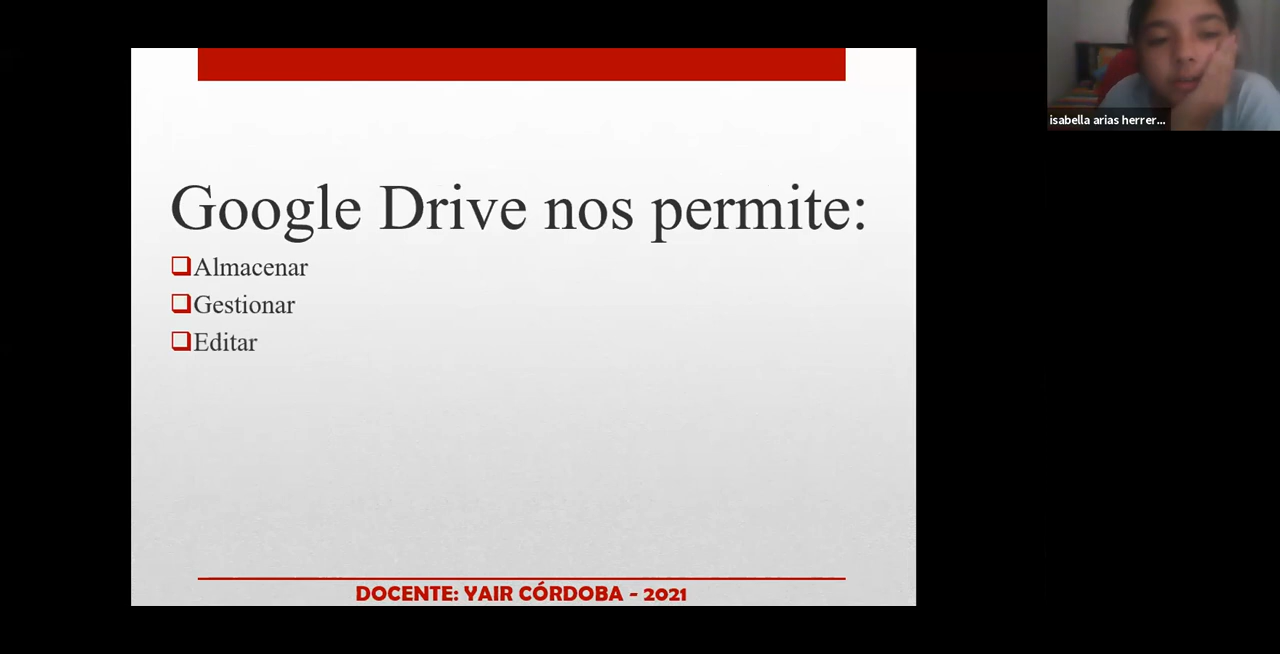 Google Drive nos permite:
Almacenar
Gestionar
Editar
DOCENTE: YAIR CÓRDOBA - 2021
isabella arias herrer...